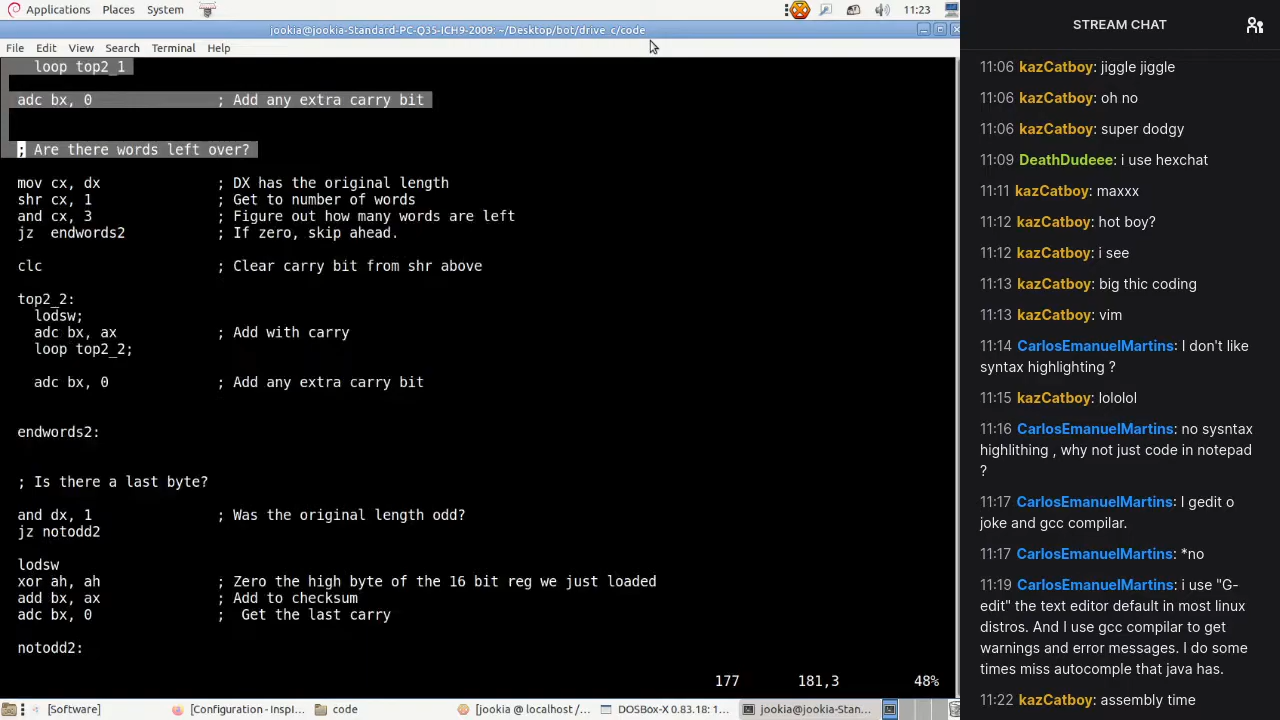 Applications Places System 11:23
jookia@jookia-Standard-PC-Q35-ICH9-2009: ~/Desktop/bot/drive_c/code
File Edit View Search Terminal Help
loop top2_1
adc bx, 0 ; Add any extra carry bit
; Are there words left over?
mov cx, dx ; DX has the original length
shr cx, 1 ; Get to number of words
and cx, 3 ; Figure out how many words are left
jz endwords2 ; If zero, skip ahead.
clc ; Clear carry bit from shr above
top2_2:
lodsw;
adc bx, ax ; Add with carry
loop top2_2;
adc bx, 0 ; Add any extra carry bit
endwords2:
; Is there a last byte?
and dx, 1 ; Was the original length odd?
jz notodd2
lodsw
xor ah, ah ; Zero the high byte of the 16 bit reg we just loaded
add bx, ax ; Add to checksum
adc bx, 0 ; Get the last carry
notodd2:
177 181,3 48%
[Software] [Configuration - Inspi... code [jookia @ localhost /... DOSBox-X 0.83.18: 1... jookia@jookia-Stan...
STREAM CHAT
11:06 kazCatboy: jiggle jiggle
11:06 kazCatboy: oh no
11:06 kazCatboy: super dodgy
11:09 DeathDudeee: i use hexchat
11:11 kazCatboy: maxxx
11:12 kazCatboy: hot boy?
11:12 kazCatboy: i see
11:13 kazCatboy: big thic coding
11:13 kazCatboy: vim
11:14 CarlosEmanuelMartins: I don't like
syntax highlighting ?
11:15 kazCatboy: lololol
11:16 CarlosEmanuelMartins: no sysntax
highlithing , why not just code in notepad
?
11:17 CarlosEmanuelMartins: I gedit o
joke and gcc compilar.
11:17 CarlosEmanuelMartins: *no
11:19 CarlosEmanuelMartins: i use "G-
edit" the text editor default in most linux
distros. And I use gcc compilar to get
warnings and error messages. I do some
times miss autocomple that java has.
11:22 kazCatboy: assembly time